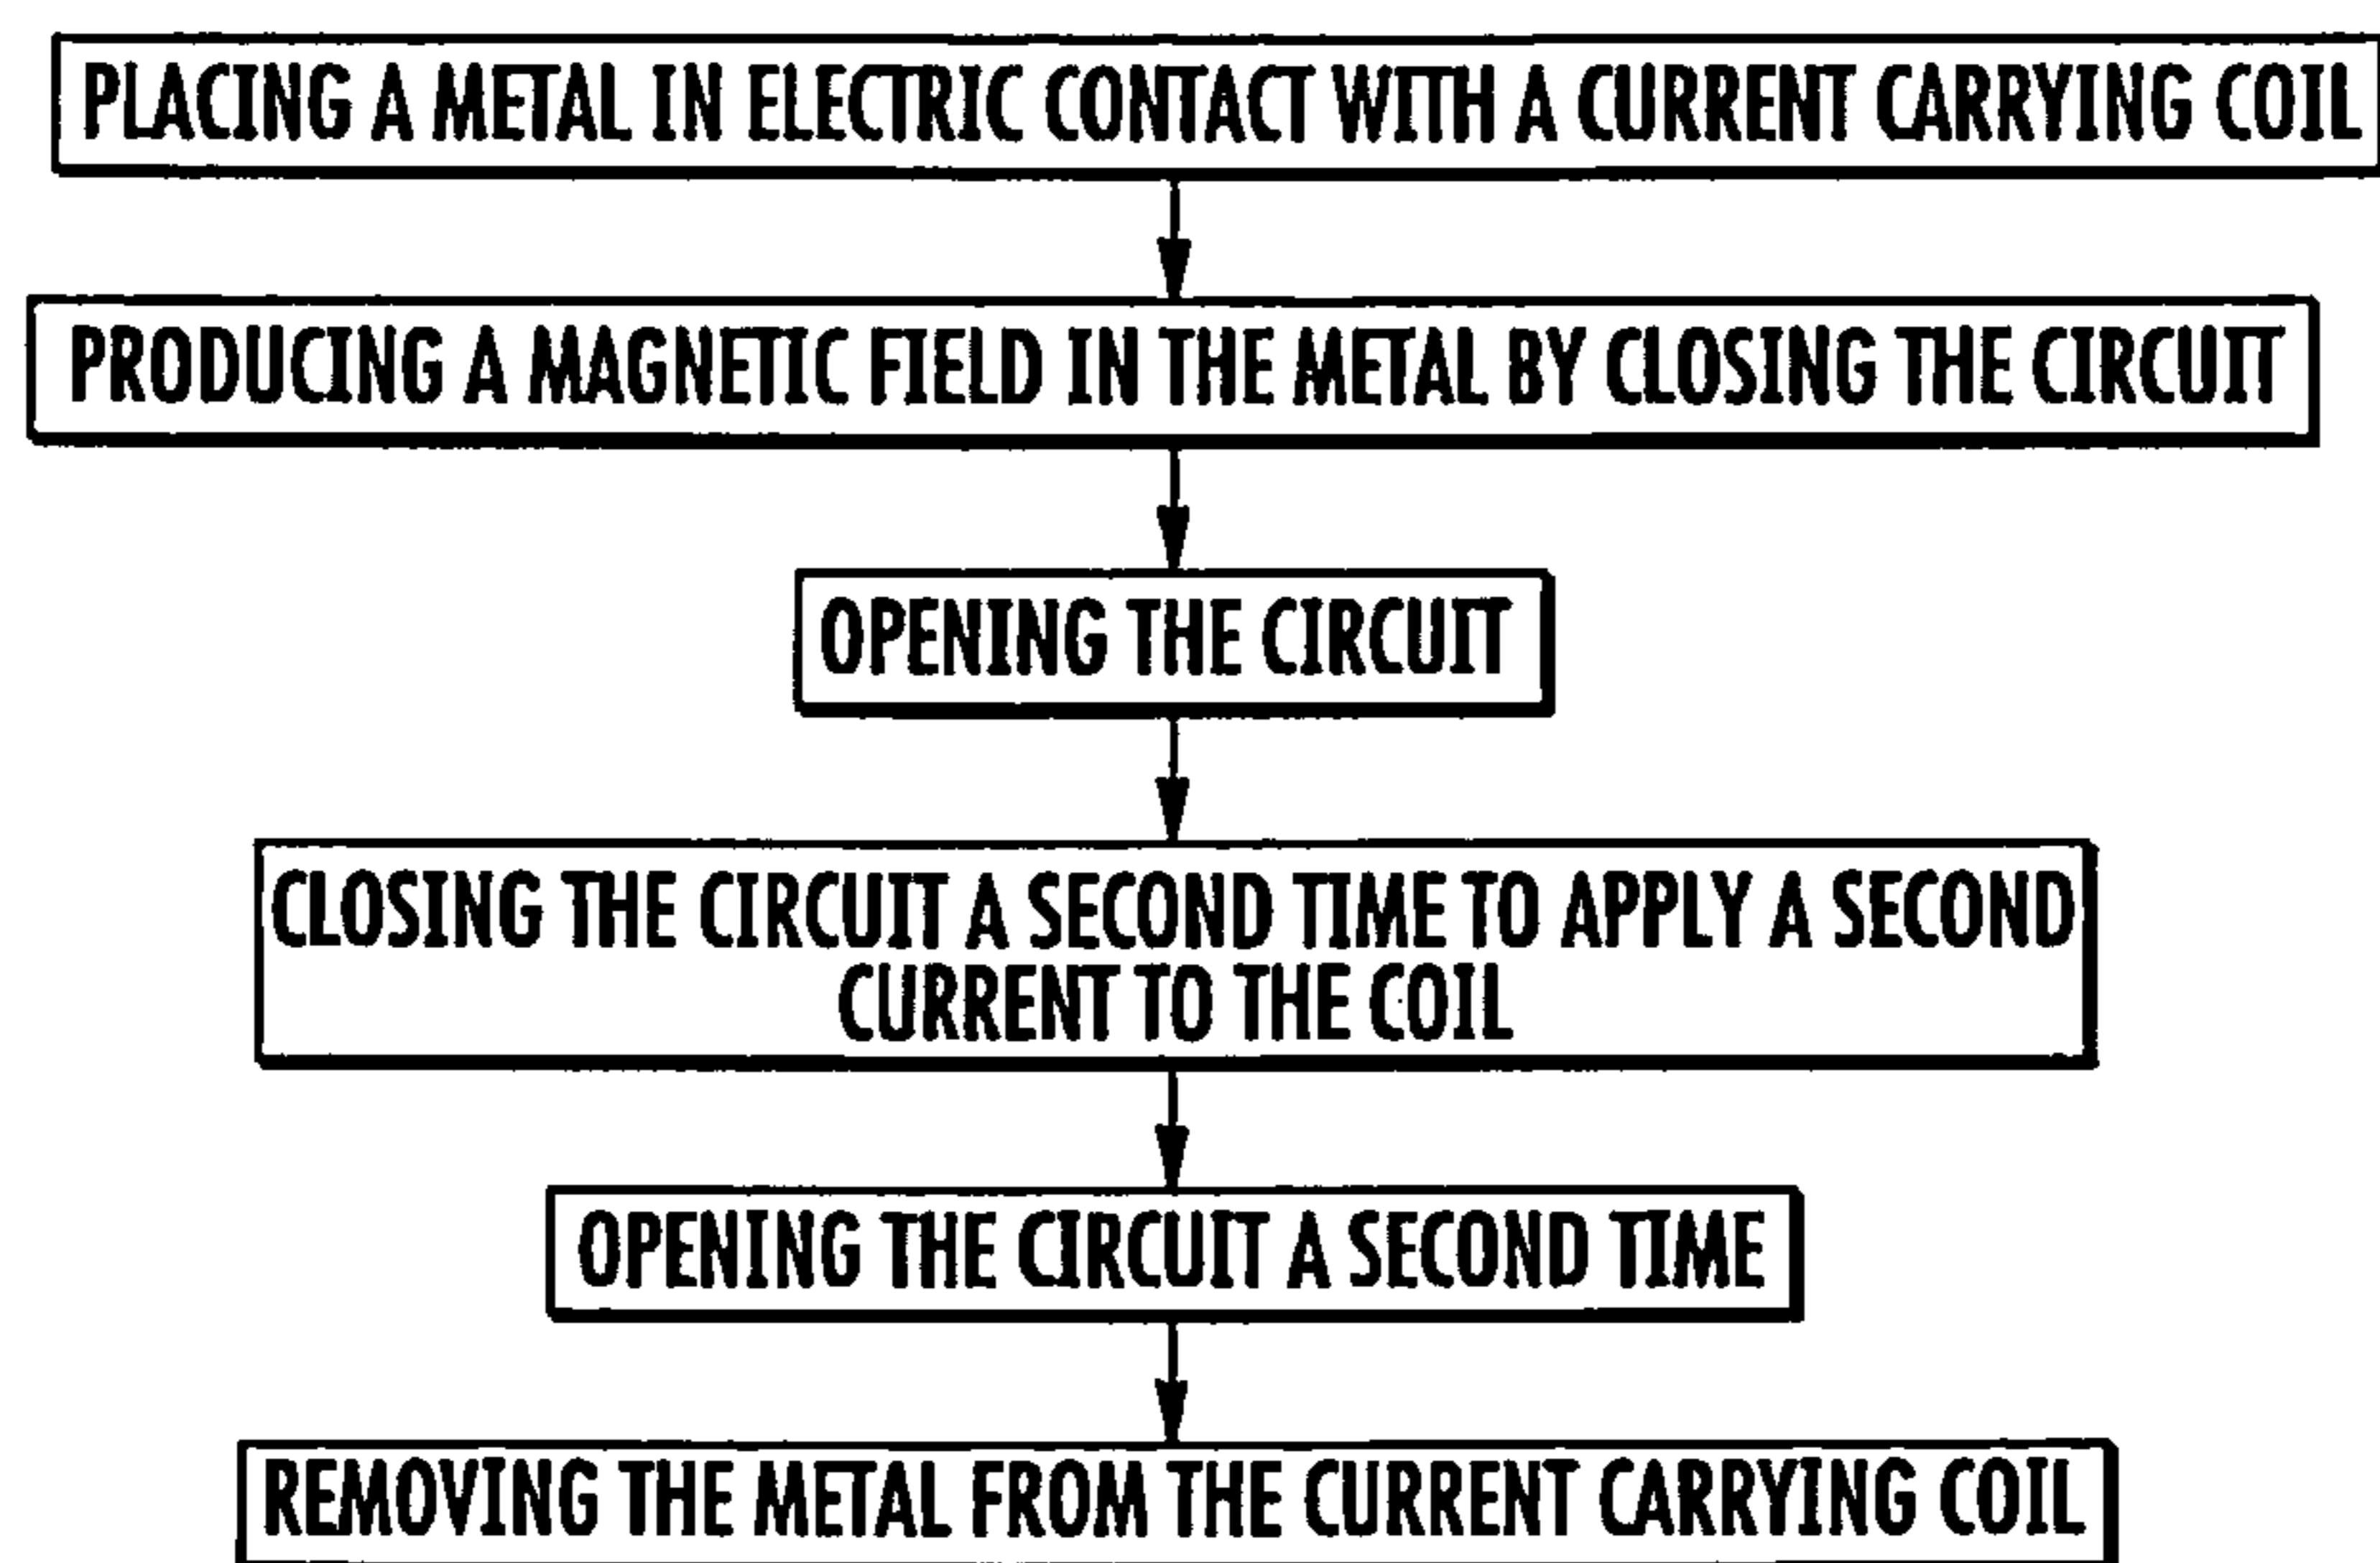 PLACING A METAL IN ELECTRIC CONTACT WITH A CURRENT CARRYING COIL
PRODUCING A MAGNETIC FIELD IN THE METAL BY CLOSING THE CIRCUIT
OPENING THE CIRCUIT
CLOSING THE CIRCUIT A SECOND TIME TO APPLY A SECOND
CURRENT TO THE COIL
OPENING THE CIRCUIT A SECOND TIME
REMOVING THE METAL FROM THE CURRENT CARRYING COIL